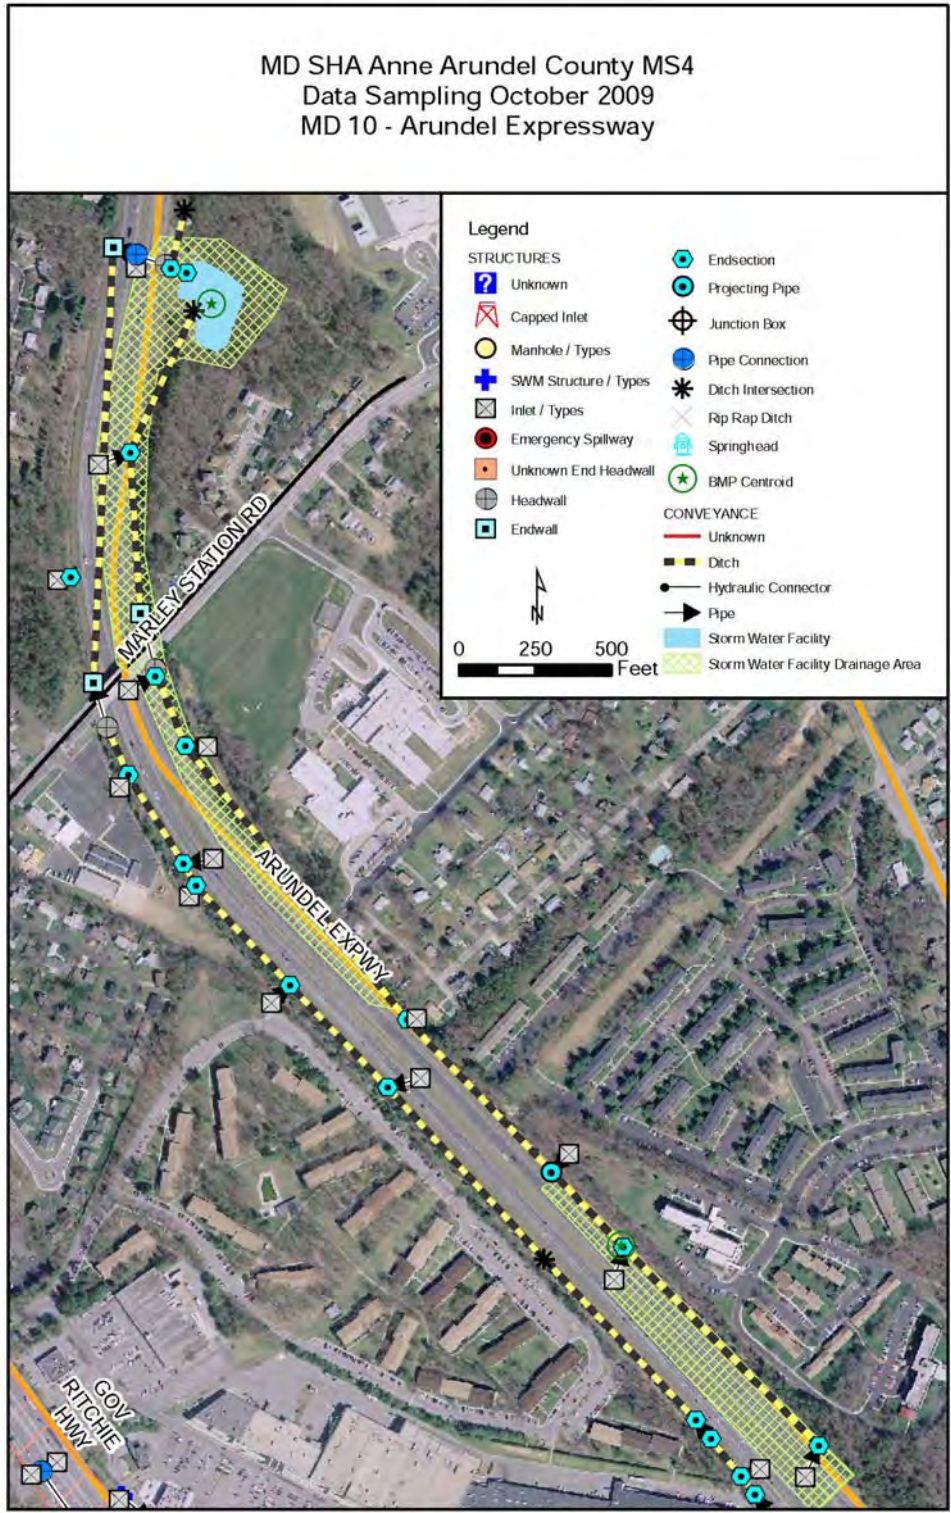 MD SHA Anne Arundel County MS4
Data Sampling October 2009
MD 10 - Arundel Expressway
Legend
STRUCTURES
? Unknown
Capped Inlet
Manhole / Types
SWM Structure / Types
Inlet / Types
Emergency Spillway
Unknown End Headwall
Headwall
Endwall
Endsection
Projecting Pipe
Junction Box
Pipe Connection
Ditch Intersection
Rip Rap Ditch
Springhead
BMP Centroid
CONVEYANCE
Unknown
Ditch
Hydraulic Connector
Pipe
Storm Water Facility
Storm Water Facility Drainage Area
N
0 250 500
Feet
MARLEY STATION RD
ARUNDEL EXPWY
GOV
RITCHIE
HWY